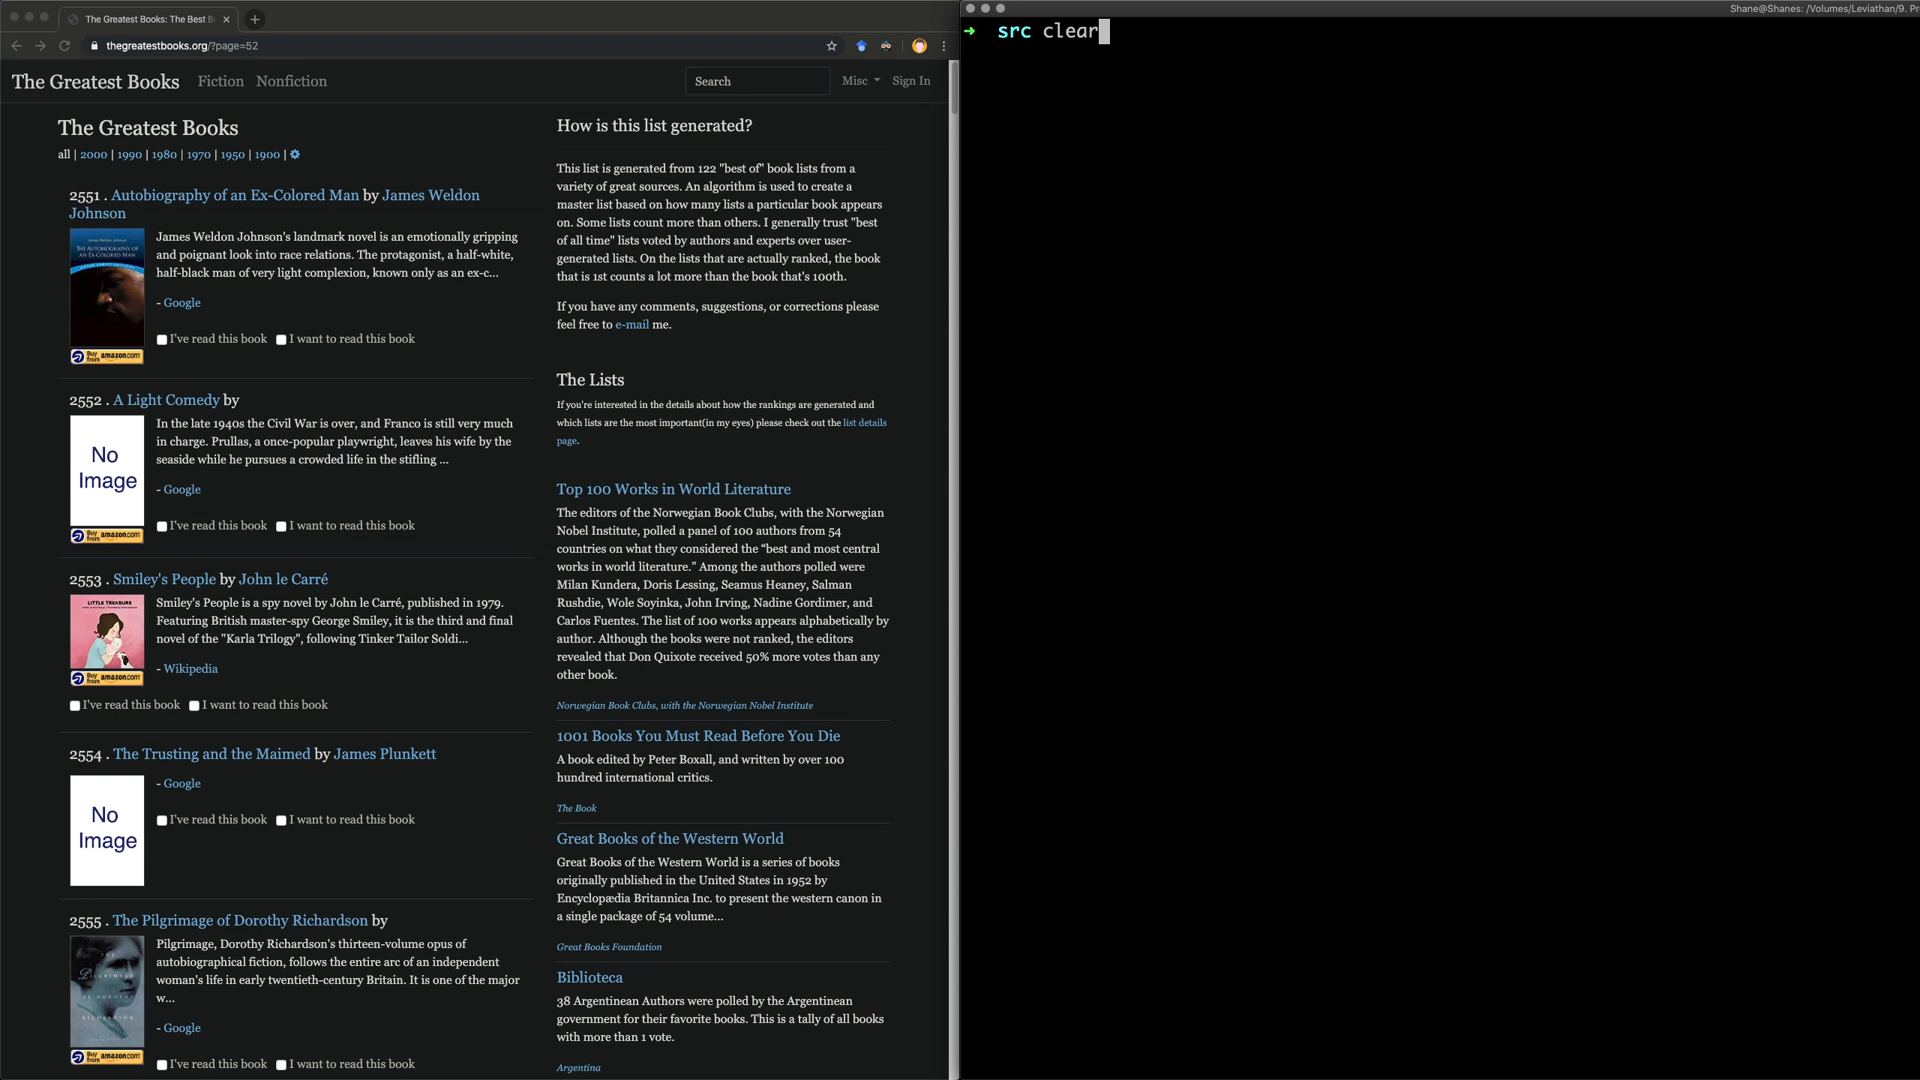 The Greatest Books: The Best B
thegreatestbooks.org/?page=52
The Greatest Books Fiction Nonfiction Search Misc Sign In
The Greatest Books
all | 2000 | 1990 | 1980 | 1970 | 1950 | 1900 |
2551 . Autobiography of an Ex-Colored Man by James Weldon
Johnson
THE AUTOBIOGRAPHY OF
AN EX-COLORED MAN
James Weldon Johnson's landmark novel is an emotionally gripping
and poignant look into race relations. The protagonist, a half-white,
half-black man of very light complexion, known only as an ex-c...
- Google
I've read this book I want to read this book
Buy from amazon.com
2552 . A Light Comedy by
No
Image
In the late 1940s the Civil War is over, and Franco is still very much
in charge. Prullas, a once-popular playwright, leaves his wife by the
seaside while he pursues a crowded life in the stifling ...
- Google
I've read this book I want to read this book
Buy from amazon.com
2553 . Smiley's People by John le Carré
LITTLE TREASURE
Smiley's People is a spy novel by John le Carré, published in 1979.
Featuring British master-spy George Smiley, it is the third and final
novel of the "Karla Trilogy", following Tinker Tailor Soldi...
- Wikipedia
Buy from amazon.com
I've read this book I want to read this book
2554 . The Trusting and the Maimed by James Plunkett
No
Image
- Google
I've read this book I want to read this book
2555 . The Pilgrimage of Dorothy Richardson by
Pilgrimage, Dorothy Richardson's thirteen-volume opus of
autobiographical fiction, follows the entire arc of an independent
woman's life in early twentieth-century Britain. It is one of the major
w...
- Google
Buy from amazon.com
I've read this book I want to read this book
How is this list generated?
This list is generated from 122 "best of" book lists from a
variety of great sources. An algorithm is used to create a
master list based on how many lists a particular book appears
on. Some lists count more than others. I generally trust "best
of all time" lists voted by authors and experts over user-
generated lists. On the lists that are actually ranked, the book
that is 1st counts a lot more than the book that's 100th.
If you have any comments, suggestions, or corrections please
feel free to e-mail me.
The Lists
If you're interested in the details about how the rankings are generated and
which lists are the most important(in my eyes) please check out the list details
page.
Top 100 Works in World Literature
The editors of the Norwegian Book Clubs, with the Norwegian
Nobel Institute, polled a panel of 100 authors from 54
countries on what they considered the “best and most central
works in world literature.” Among the authors polled were
Milan Kundera, Doris Lessing, Seamus Heaney, Salman
Rushdie, Wole Soyinka, John Irving, Nadine Gordimer, and
Carlos Fuentes. The list of 100 works appears alphabetically by
author. Although the books were not ranked, the editors
revealed that Don Quixote received 50% more votes than any
other book.
Norwegian Book Clubs, with the Norwegian Nobel Institute
1001 Books You Must Read Before You Die
A book edited by Peter Boxall, and written by over 100
hundred international critics.
The Book
Great Books of the Western World
Great Books of the Western World is a series of books
originally published in the United States in 1952 by
Encyclopædia Britannica Inc. to present the western canon in
a single package of 54 volume...
Great Books Foundation
Biblioteca
38 Argentinean Authors were polled by the Argentinean
government for their favorite books. This is a tally of all books
with more than 1 vote.
Argentina
Shane@Shanes: /Volumes/Leviathan/9. Pr
➜ src clear